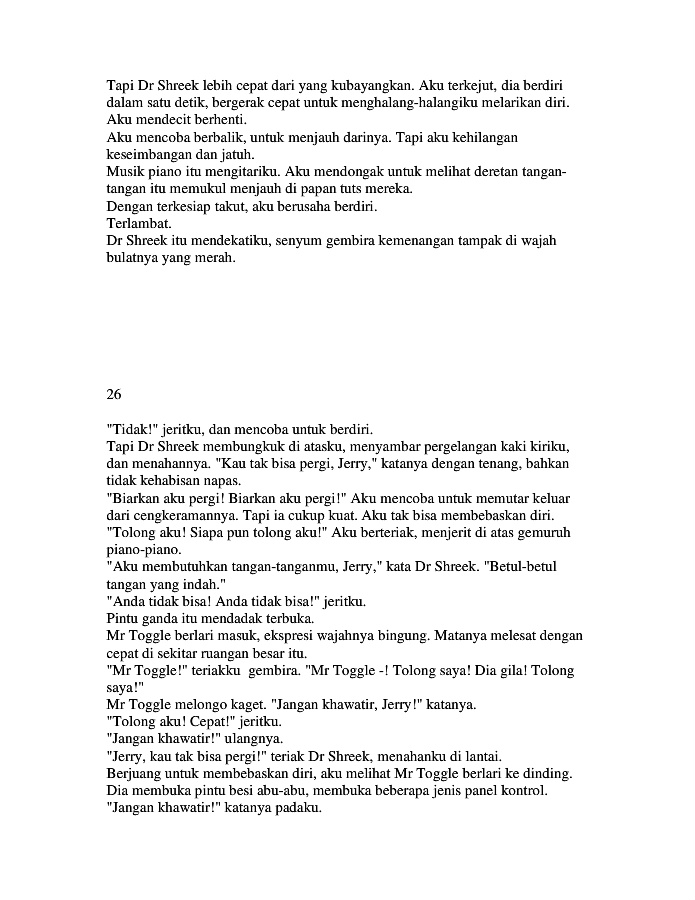 Tapi Dr Shreek lebih cepat dari yang kubayangkan. Aku terkejut, dia berdiri
dalam satu detik, bergerak cepat untuk menghalang-halangiku melarikan diri.
Aku mendecit berhenti.
Aku mencoba berbalik, untuk menjauh darinya. Tapi aku kehilangan
keseimbangan dan jatuh.
Musik piano itu mengitariku. Aku mendongak untuk melihat deretan tangan-
tangan itu memukul menjauh di papan tuts mereka.
Dengan terkesiap takut, aku berusaha berdiri.
Terlambat.
Dr Shreek itu mendekatiku, senyum gembira kemenangan tampak di wajah
bulatnya yang merah.
26
"Tidak!" jeritku, dan mencoba untuk berdiri.
Tapi Dr Shreek membungkuk di atasku, menyambar pergelangan kaki kiriku,
dan menahannya. "Kau tak bisa pergi, Jerry," katanya dengan tenang, bahkan
tidak kehabisan napas.
"Biarkan aku pergi! Biarkan aku pergi!" Aku mencoba untuk memutar keluar
dari cengkeramannya. Tapi ia cukup kuat. Aku tak bisa membebaskan diri.
"Tolong aku! Siapa pun tolong aku!" Aku berteriak, menjerit di atas gemuruh
piano-piano.
"Aku membutuhkan tangan-tanganmu, Jerry," kata Dr Shreek. "Betul-betul
tangan yang indah."
"Anda tidak bisa! Anda tidak bisa!" jeritku.
Pintu ganda itu mendadak terbuka.
Mr Toggle berlari masuk, ekspresi wajahnya bingung. Matanya melesat dengan
cepat di sekitar ruangan besar itu.
"Mr Toggle!" teriakku  gembira. "Mr Toggle -! Tolong saya! Dia gila! Tolong
saya!"
Mr Toggle melongo kaget. "Jangan khawatir, Jerry!" katanya.
"Tolong aku! Cepat!" jeritku.
"Jangan khawatir!" ulangnya.
"Jerry, kau tak bisa pergi!" teriak Dr Shreek, menahanku di lantai.
Berjuang untuk membebaskan diri, aku melihat Mr Toggle berlari ke dinding.
Dia membuka pintu besi abu-abu, membuka beberapa jenis panel kontrol.
"Jangan khawatir!" katanya padaku.